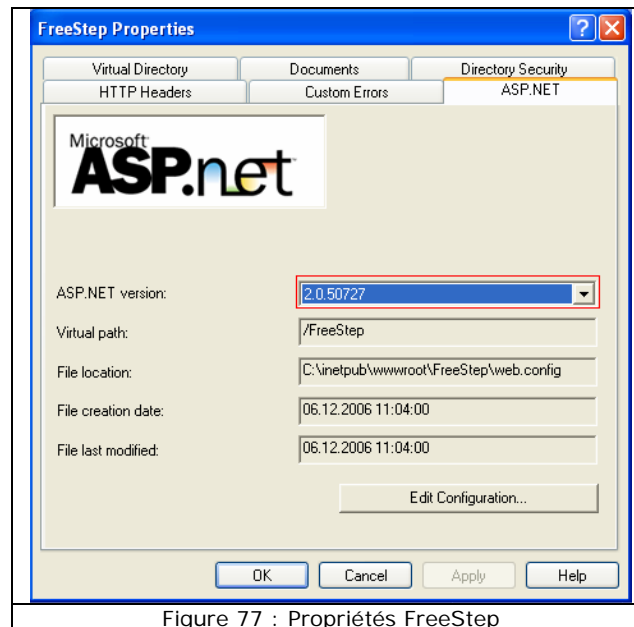 FreeStep Properties
Virtual Directory Documents Directory Security
HTTP Headers Custom Errors ASP.NET
Microsoft
ASP.net
ASP.NET version: 2.0.50727
Virtual path: /FreeStep
File location: C:\inetpub\wwwroot\FreeStep\web.config
File creation date: 06.12.2006 11:04:00
File last modified: 06.12.2006 11:04:00
Edit Configuration...
OK Cancel Apply Help
Figure 77 : Propriétés FreeStep